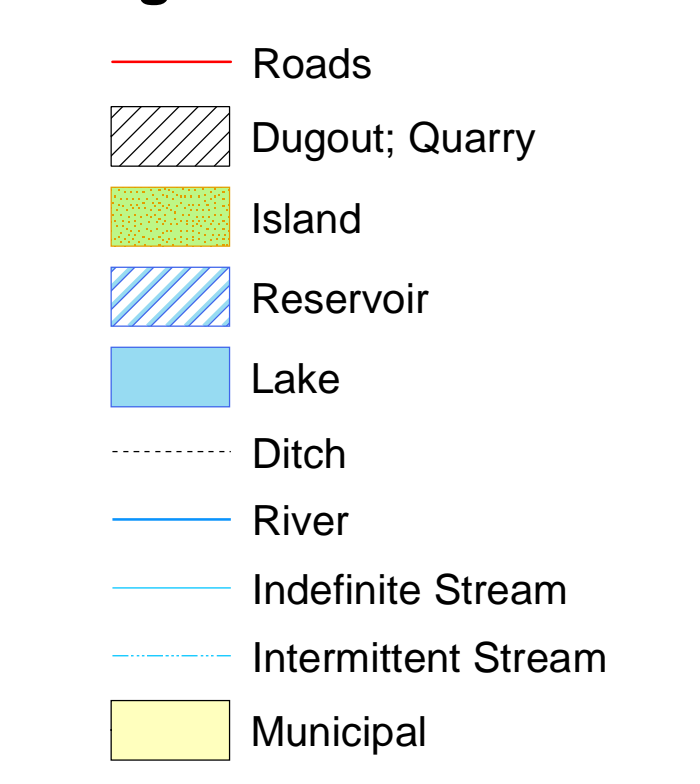 Roads
Dugout; Quarry
Island
Reservoir
Lake
Ditch
River
Indefinite Stream
Intermittent Stream
Municipal